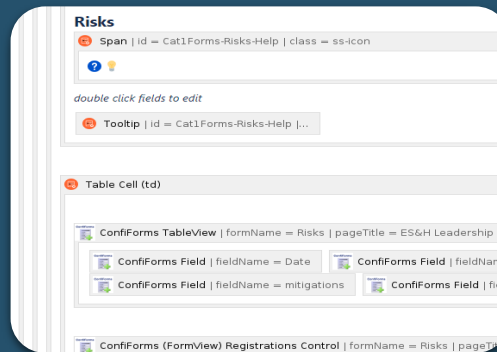 Risks
Span | id = Cat1Forms-Risks-Help | class = ss-icon
?
double click fields to edit
Tooltip | id = Cat1Forms-Risks-Help |...
Table Cell (td)
ConfiForms TableView | formName = Risks | pageTitle = ES&H Leadership
ConfiForms Field | fieldName = Date ConfiForms Field | fieldNa
ConfiForms Field | fieldName = mitigations ConfiForms Field | fi
ConfiForms (FormView) Registrations Control | formName = Risks | pageTi